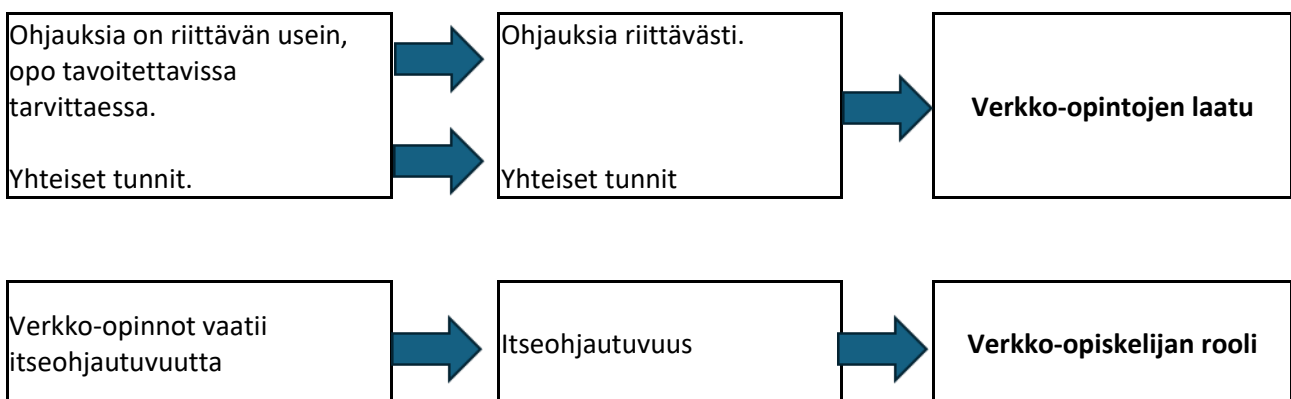 Ohjauksia on riittävän usein,
opo tavoitettavissa
tarvittaessa.
Yhteiset tunnit.
Ohjauksia riittävästi.
Yhteiset tunnit
Verkko-opintojen laatu
Verkko-opinnot vaatii
itseohjautuvuutta
Itseohjautuvuus
Verkko-opiskelijan rooli